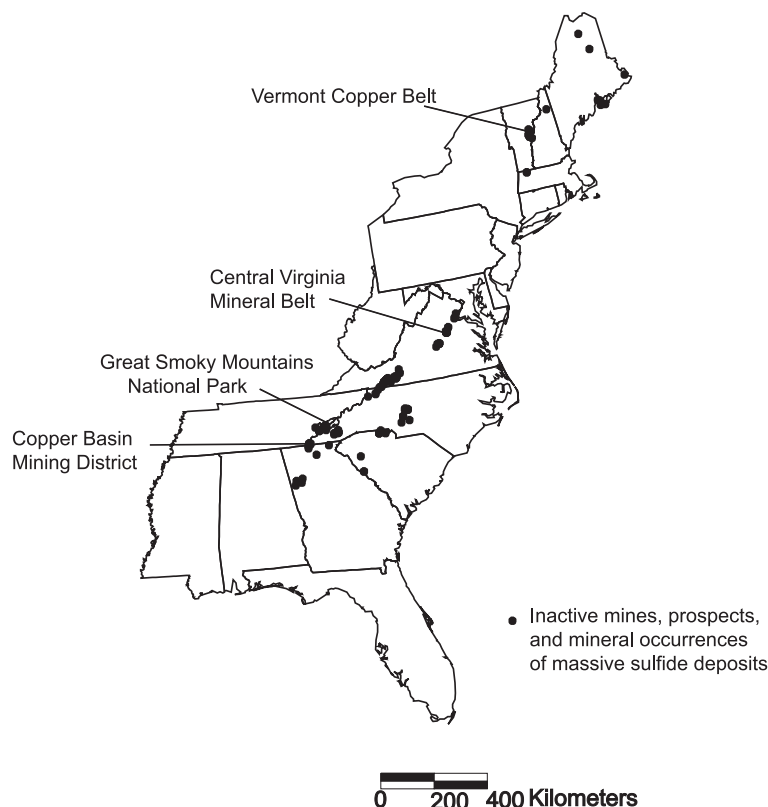 Vermont Copper Belt
Central Virginia
Mineral Belt
Great Smoky Mountains
National Park
Copper Basin
Mining District
Inactive mines, prospects,
and mineral occurrences
of massive sulfide deposits
0 200 400 Kilometers